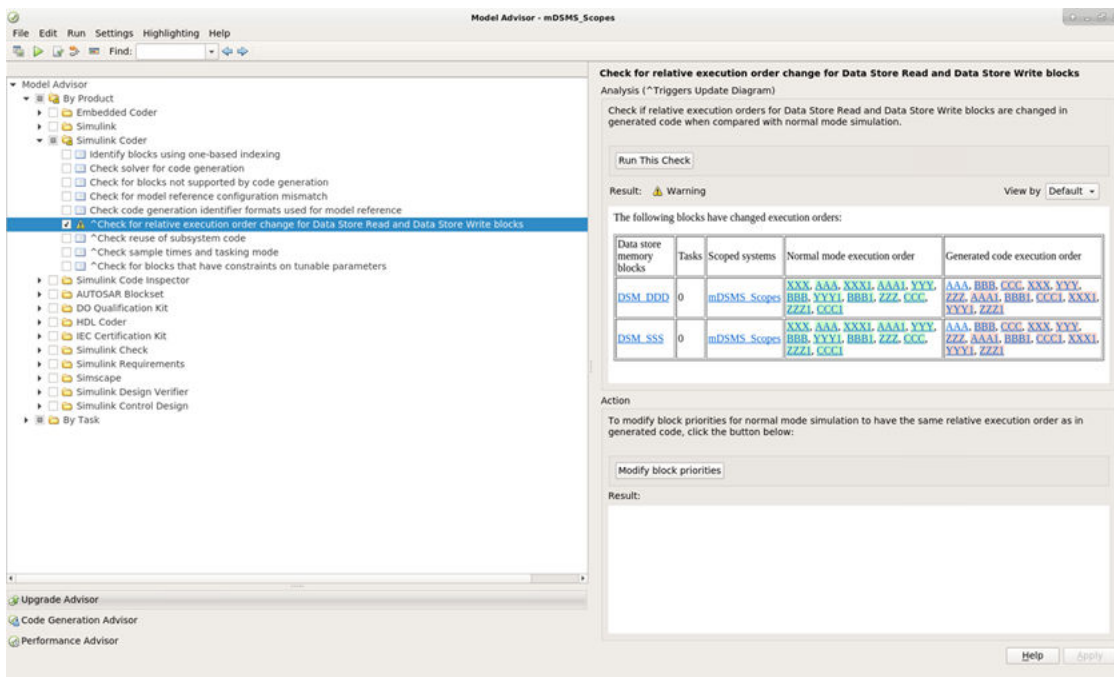 Model Advisor - mDSMS_Scopes
File Edit Run Settings Highlighting Help
Find:
Model Advisor
By Product
Embedded Coder
Simulink
Simulink Coder
Identify blocks using one-based indexing
Check solver for code generation
Check for blocks not supported by code generation
Check for model reference configuration mismatch
Check code generation identifier formats used for model reference
^Check for relative execution order change for Data Store Read and Data Store Write blocks
^Check reuse of subsystem code
^Check sample times and tasking mode
^Check for blocks that have constraints on tunable parameters
Simulink Code Inspector
AUTOSAR Blockset
DO Qualification Kit
HDL Coder
IEC Certification Kit
Simulink Check
Simulink Requirements
Simscape
Simulink Design Verifier
Simulink Control Design
By Task
Upgrade Advisor
Code Generation Advisor
Performance Advisor
Check for relative execution order change for Data Store Read and Data Store Write blocks
Analysis (^Triggers Update Diagram)
Check if relative execution orders for Data Store Read and Data Store Write blocks are changed in
generated code when compared with normal mode simulation.
Run This Check
Result: Warning
View by Default
The following blocks have changed execution orders:
Data store
memory
blocks
Tasks Scoped systems Normal mode execution order Generated code execution order
DSM_DDD 0 mDSMS_Scopes
XXX, AAA, XXX1, AAA1, YYY,
BBB, YYY1, BBB1, ZZZ, CCC,
ZZZ1, CCC1
AAA, BBB, CCC, XXX, YYY,
ZZZ, AAA1, BBB1, CCC1, XXX1,
YYY1, ZZZ1
DSM_SSS 0 mDSMS_Scopes
XXX, AAA, XXX1, AAA1, YYY,
BBB, YYY1, BBB1, ZZZ, CCC,
ZZZ1, CCC1
AAA, BBB, CCC, XXX, YYY,
ZZZ, AAA1, BBB1, CCC1, XXX1,
YYY1, ZZZ1
Action
To modify block priorities for normal mode simulation to have the same relative execution order as in
generated code, click the button below:
Modify block priorities
Result:
Help Apply